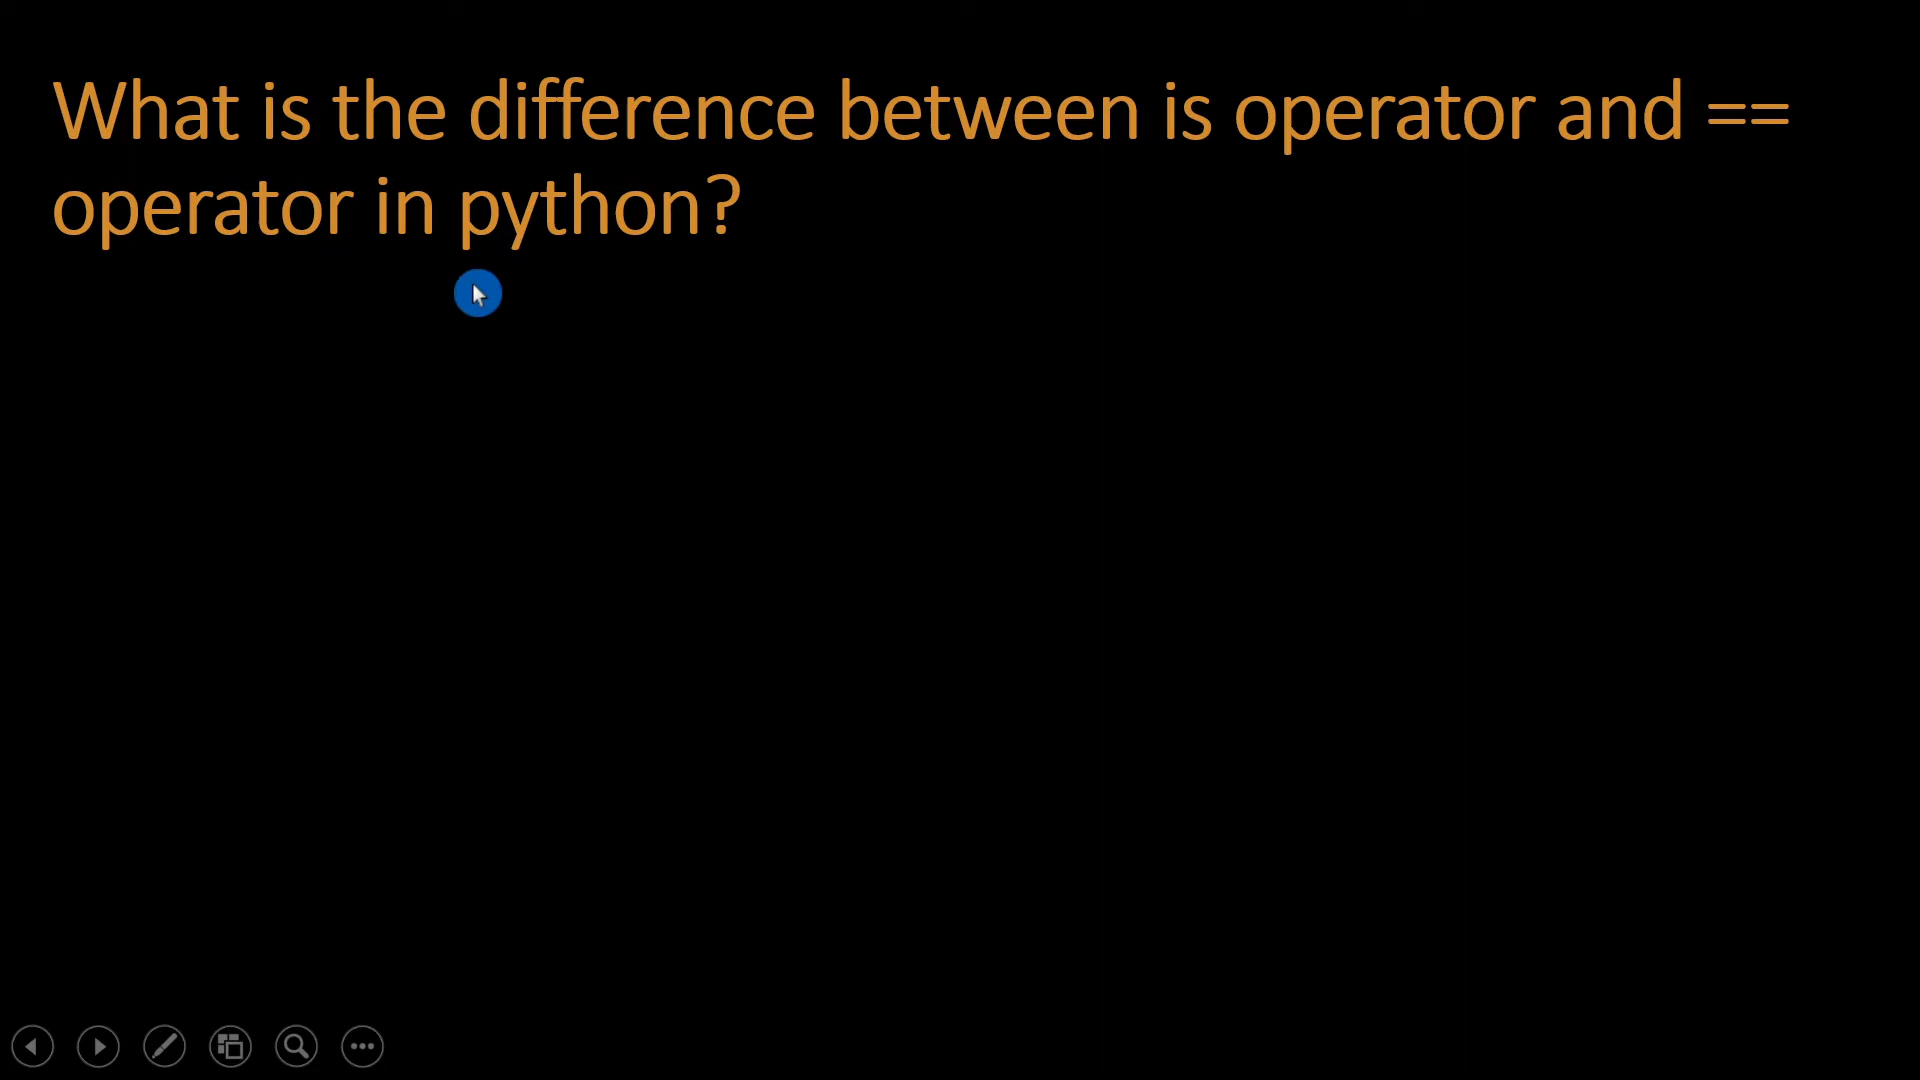 What is the difference between is operator and ==
operator in python?